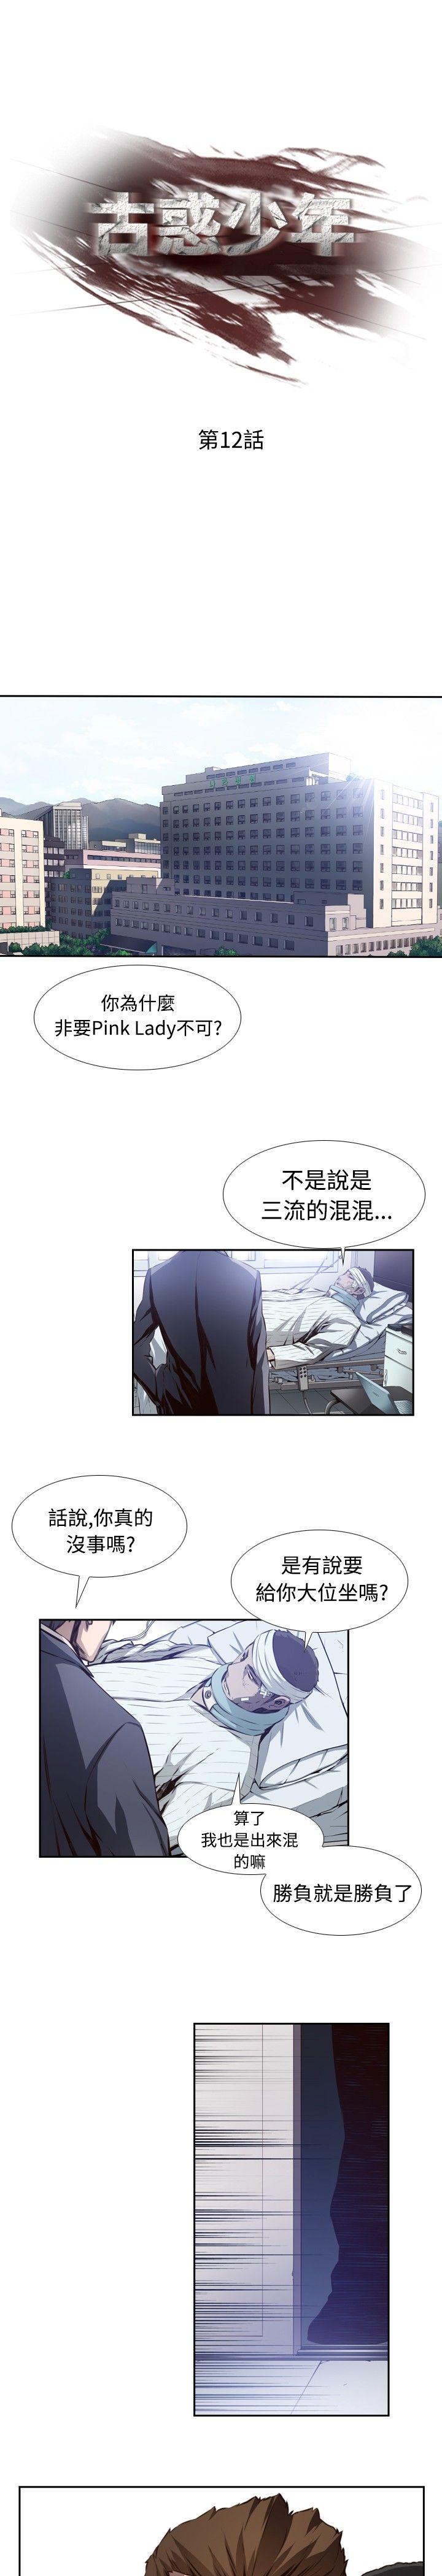 古惑少年
第12話
你為什麼
非要Pink Lady不可?
不是說是
三流的混混...
話說,你真的
沒事嗎?
是有說要
給你大位坐嗎?
算了
我也是出來混
的嘛
勝負就是勝負了